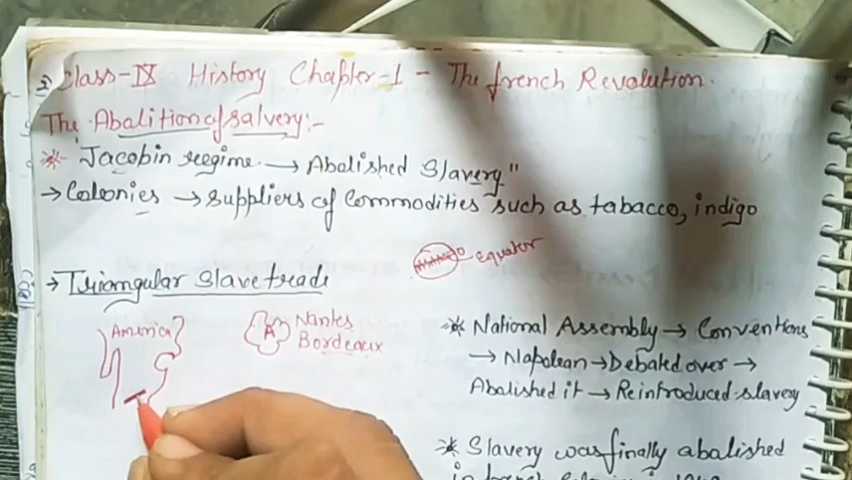 Class-IX History Chapter-1 - The french Revolution.
The Abalition of salvery:-
* Jacobin regime. → Abalished Slavery"
→ Colonies → Suppliers of Commodities such as tabacco, indigo
equator
→ Triangular Slave trade
America
A
Nantes
Bordeaux
* National Assembly → Conventions
→ Napolean → Debated over →
Abalished it → Reintroduced slavery
* Slavery was finally abalished
in